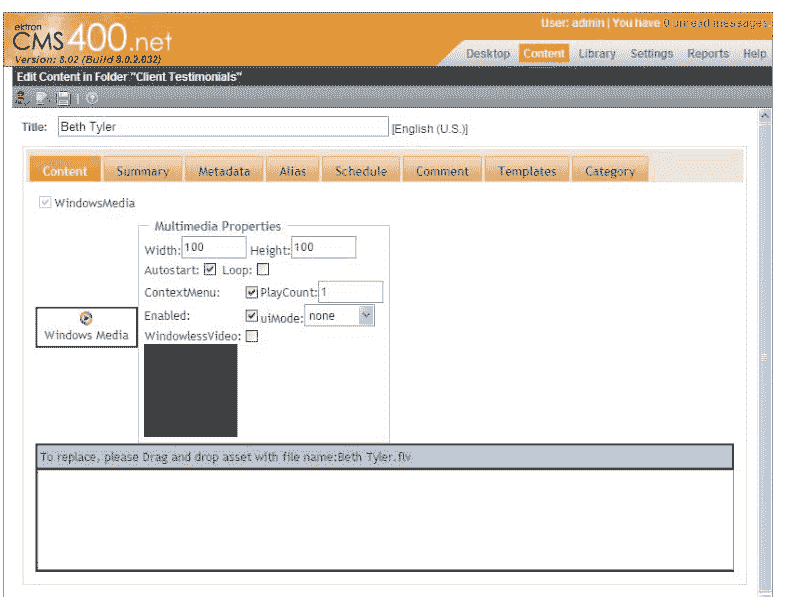 ektron
CMS400.net
Version: 8.02 (Build 8.0.2.032)
User: admin | You have 0 unread messages
Desktop Content Library Settings Reports Help
Edit Content in Folder "Client Testimonials"
Title: Beth Tyler [English (U.S.)]
Content Summary Metadata Alias Schedule Comment Templates Category
WindowsMedia
Multimedia Properties
Width: 100 Height: 100
Autostart: Loop:
ContextMenu: PlayCount: 1
Enabled: uiMode: none
Windows Media
WindowlessVideo:
To replace, please Drag and drop asset with file name:Beth Tyler.flv